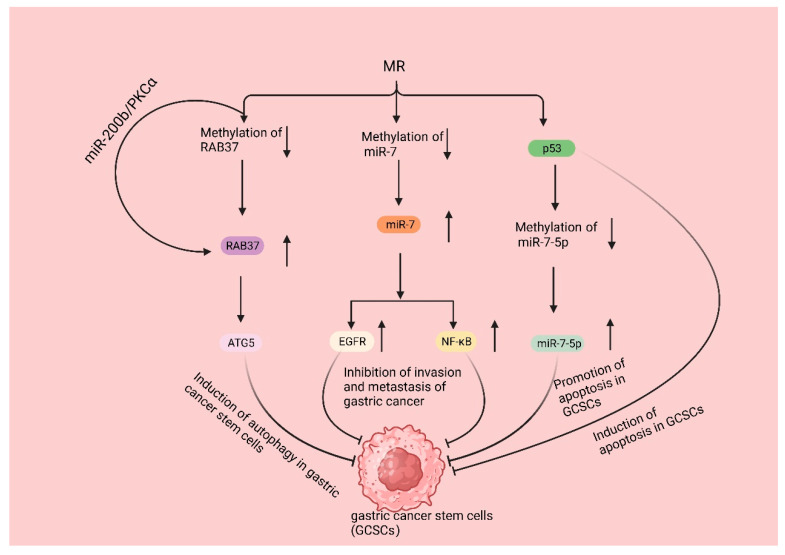 MR
miR-200b/PKCα
Methylation of
RAB37
Methylation of
miR-7
p53
miR-7
Methylation of
miR-7-5p
RAB37
ATG5
EGFR
NF-κB
miR-7-5p
Inhibition of invasion
and metastasis of
gastric cancer
Promotion of
apoptosis in
GCSCs
Induction of autophagy in gastric
cancer stem cells
Induction of
apoptosis in GCSCs
gastric cancer stem cells
(GCSCs)